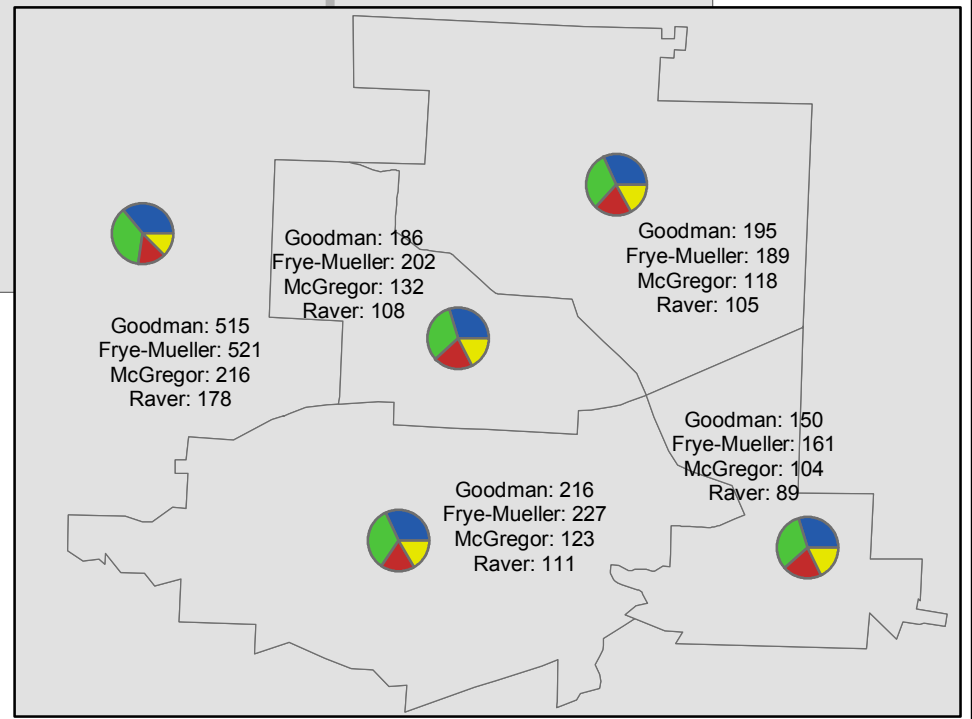 Goodman: 195
Frye-Mueller: 189
McGregor: 118
Raver: 105
Goodman: 186
Frye-Mueller: 202
McGregor: 132
Raver: 108
Goodman: 515
Frye-Mueller: 521
McGregor: 216
Raver: 178
Goodman: 150
Frye-Mueller: 161
McGregor: 104
Raver: 89
Goodman: 216
Frye-Mueller: 227
McGregor: 123
Raver: 111